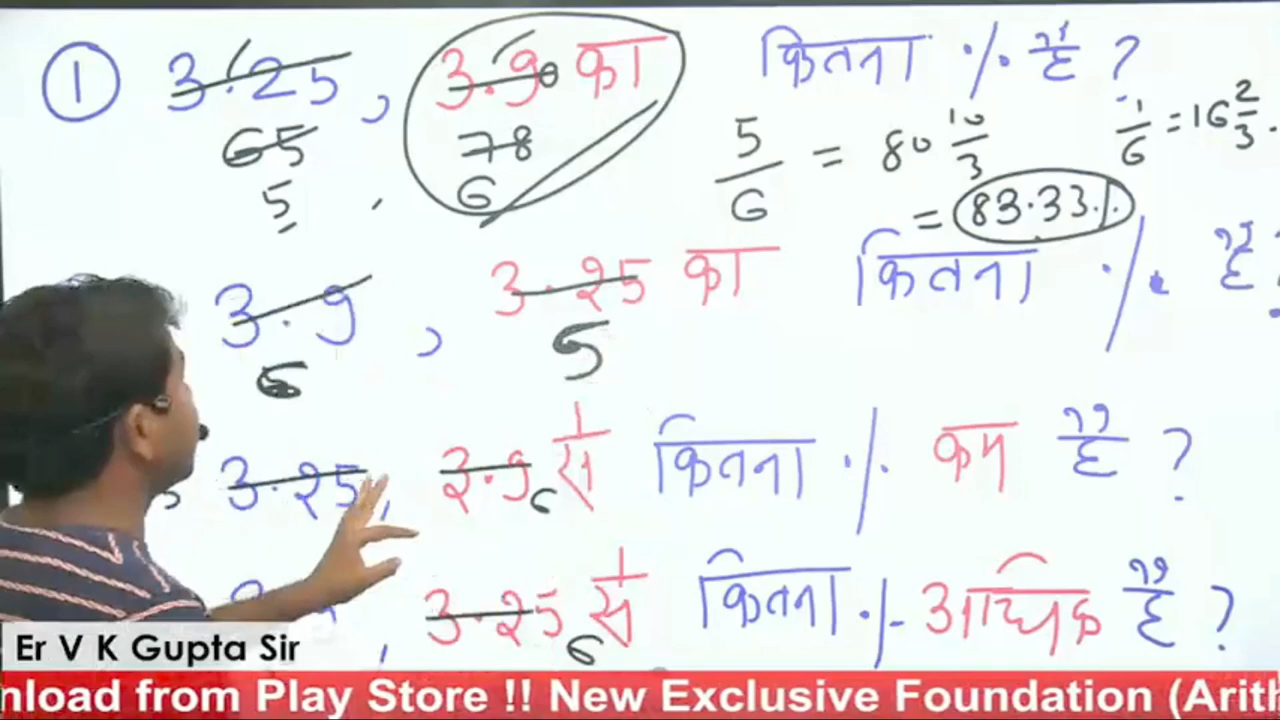 ① 3.25, 3.90 का कितना % है ?
65 78
5, 6
5/6 = 80 10/3
1/6 = 16 2/3
= 83.33%
3.9, 3.25 का कितना % है
5
3.25, 3.9 से कितना % कम है ?
6
3.25 से कितना % अधिक है ?
6
Er V K Gupta Sir
nload from Play Store !! New Exclusive Foundation (Arith